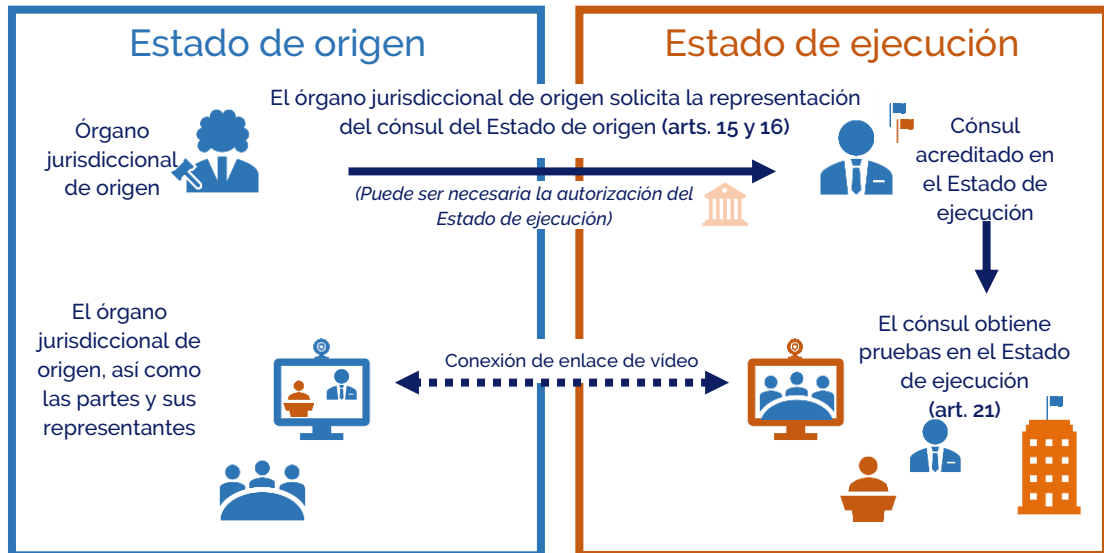 Estado de origen
Estado de ejecución
El órgano jurisdiccional de origen solicita la representación
del cónsul del Estado de origen (arts. 15 y 16)
Órgano
jurisdiccional
de origen
(Puede ser necesaria la autorización del
Estado de ejecución)
Cónsul
acreditado en
el Estado de
ejecución
El órgano
jurisdiccional de
origen, así como
las partes y sus
representantes
Conexión de enlace de vídeo
El cónsul obtiene
pruebas en el Estado
de ejecución
(art. 21)